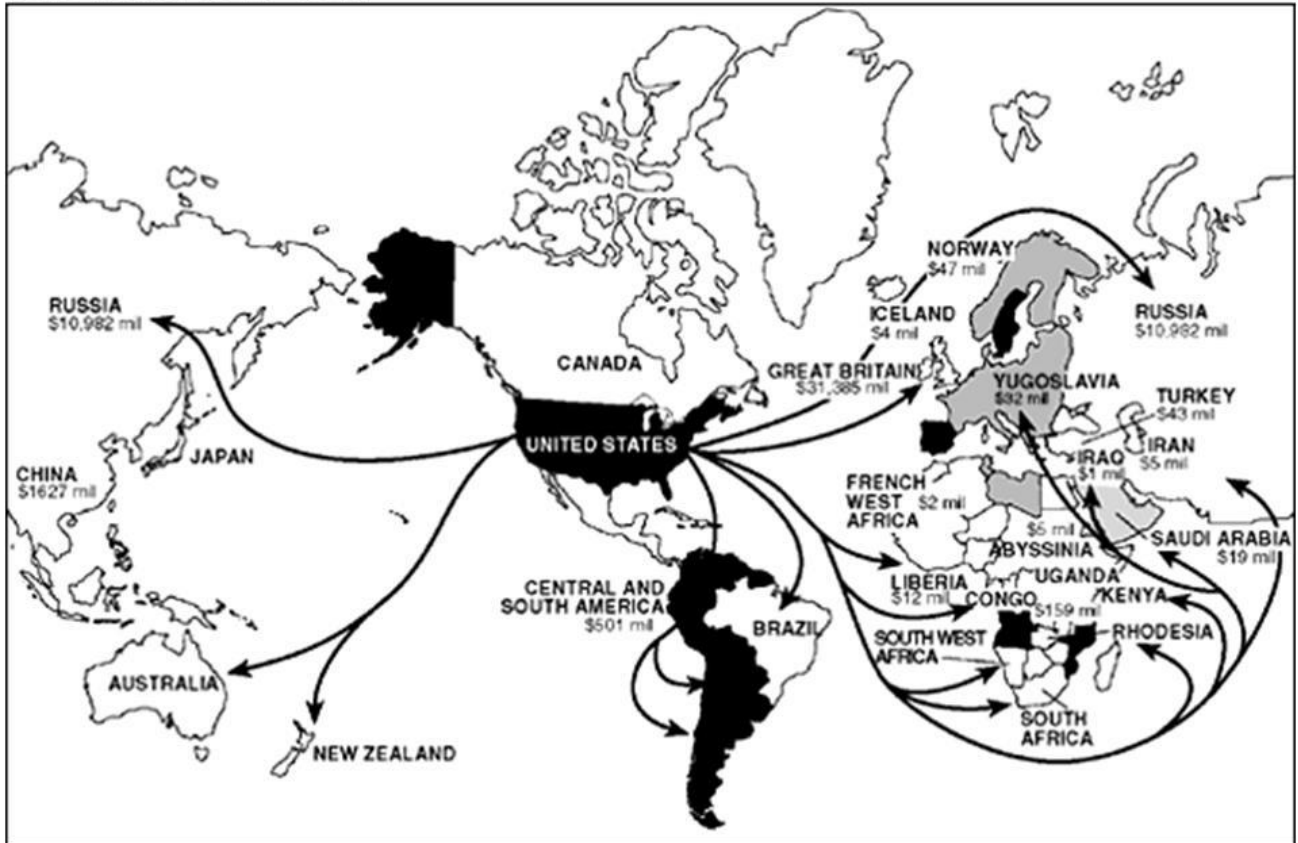 NORWAY
$47 mil
RUSSIA
$10,982 mil
ICELAND
$4 mil
RUSSIA
$10,982 mil
CANADA
GREAT BRITAIN
$31,385 mil
YUGOSLAVIA
$32 mil
TURKEY
$43 mil
UNITED STATES
JAPAN
IRAQ
$1 mil
IRAN
$5 mil
CHINA
$1627 mil
FRENCH
WEST
AFRICA
$2 mil
$5 mil
ABYSSINIA
SAUDI ARABIA
$19 mil
CENTRAL AND
SOUTH AMERICA
$501 mil
LIBERIA
$12 mil
UGANDA
CONGO
$159 mil
KENYA
BRAZIL
SOUTH WEST
AFRICA
RHODESIA
AUSTRALIA
SOUTH
AFRICA
NEW ZEALAND